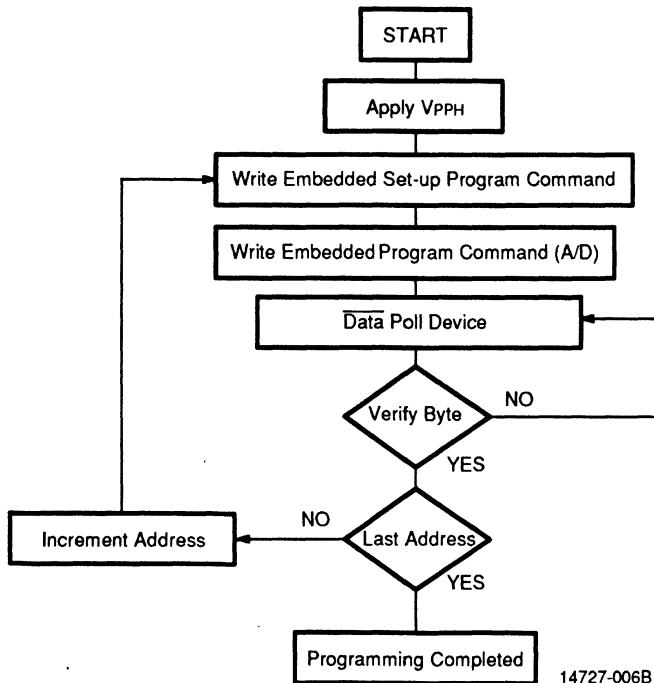 START
Apply VPPH
Write Embedded Set-up Program Command
Write Embedded Program Command (A/D)
Data Poll Device
Verify Byte
NO
YES
Increment Address
NO
Last Address
YES
Programming Completed
14727-006B